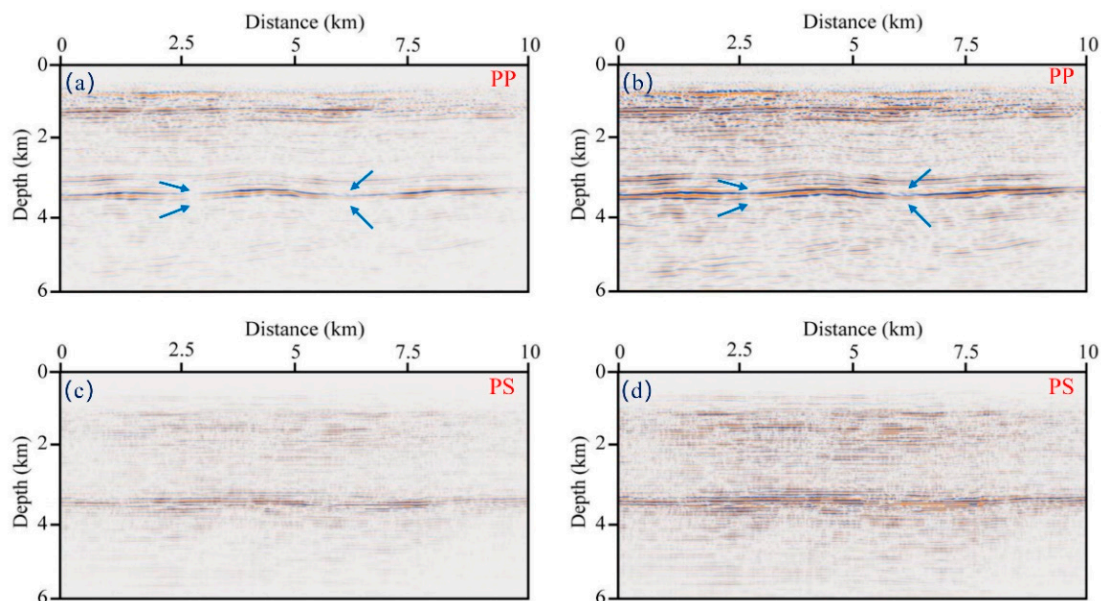 Distance (km)
0 2.5 5 7.5 10
0
2
4
6
Depth (km)
(a)
PP
Distance (km)
0 2.5 5 7.5 10
0
2
4
6
Depth (km)
(b)
PP
Distance (km)
0 2.5 5 7.5 10
0
2
4
6
Depth (km)
(c)
PS
Distance (km)
0 2.5 5 7.5 10
0
2
4
6
Depth (km)
(d)
PS